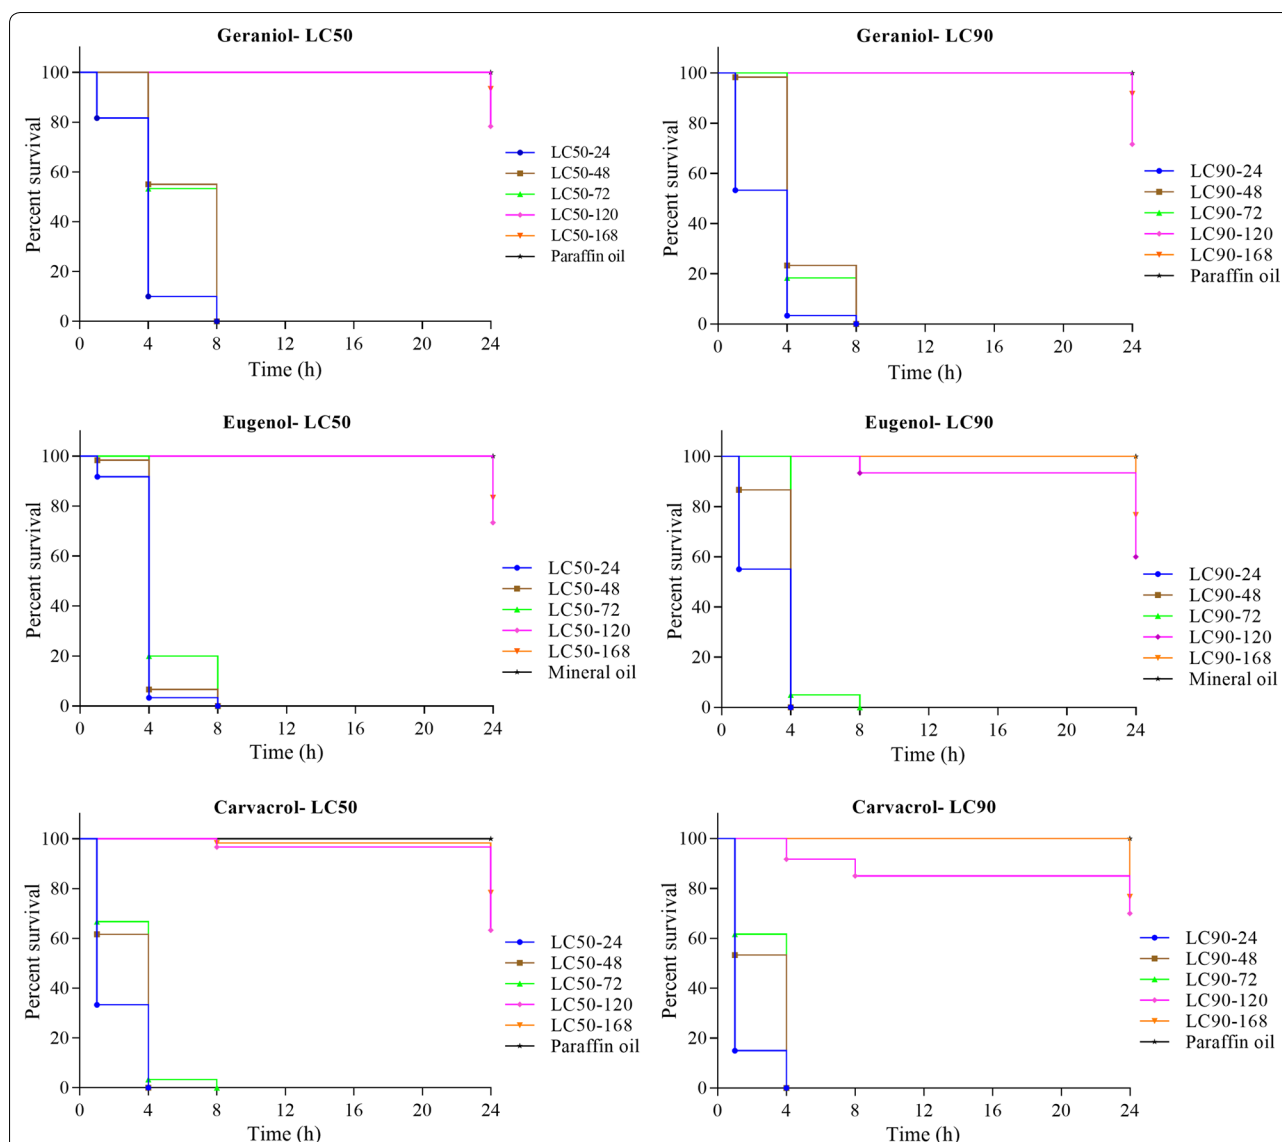 Geraniol- LC50
Percent survival
100
80
60
40
20
0
0 4 8 12 16 20 24
Time (h)
LC50-24
LC50-48
LC50-72
LC50-120
LC50-168
Paraffin oil
Geraniol- LC90
Percent survival
100
80
60
40
20
0
0 4 8 12 16 20 24
Time (h)
LC90-24
LC90-48
LC90-72
LC90-120
LC90-168
Paraffin oil
Eugenol- LC50
Percent survival
100
80
60
40
20
0
0 4 8 12 16 20 24
Time (h)
LC50-24
LC50-48
LC50-72
LC50-120
LC50-168
Mineral oil
Eugenol- LC90
Percent survival
100
80
60
40
20
0
0 4 8 12 16 20 24
Time (h)
LC90-24
LC90-48
LC90-72
LC90-120
LC90-168
Mineral oil
Carvacrol- LC50
Percent survival
100
80
60
40
20
0
0 4 8 12 16 20 24
Time (h)
LC50-24
LC50-48
LC50-72
LC50-120
LC50-168
Paraffin oil
Carvacrol- LC90
Percent survival
100
80
60
40
20
0
0 4 8 12 16 20 24
Time (h)
LC90-24
LC90-48
LC90-72
LC90-120
LC90-168
Paraffin oil